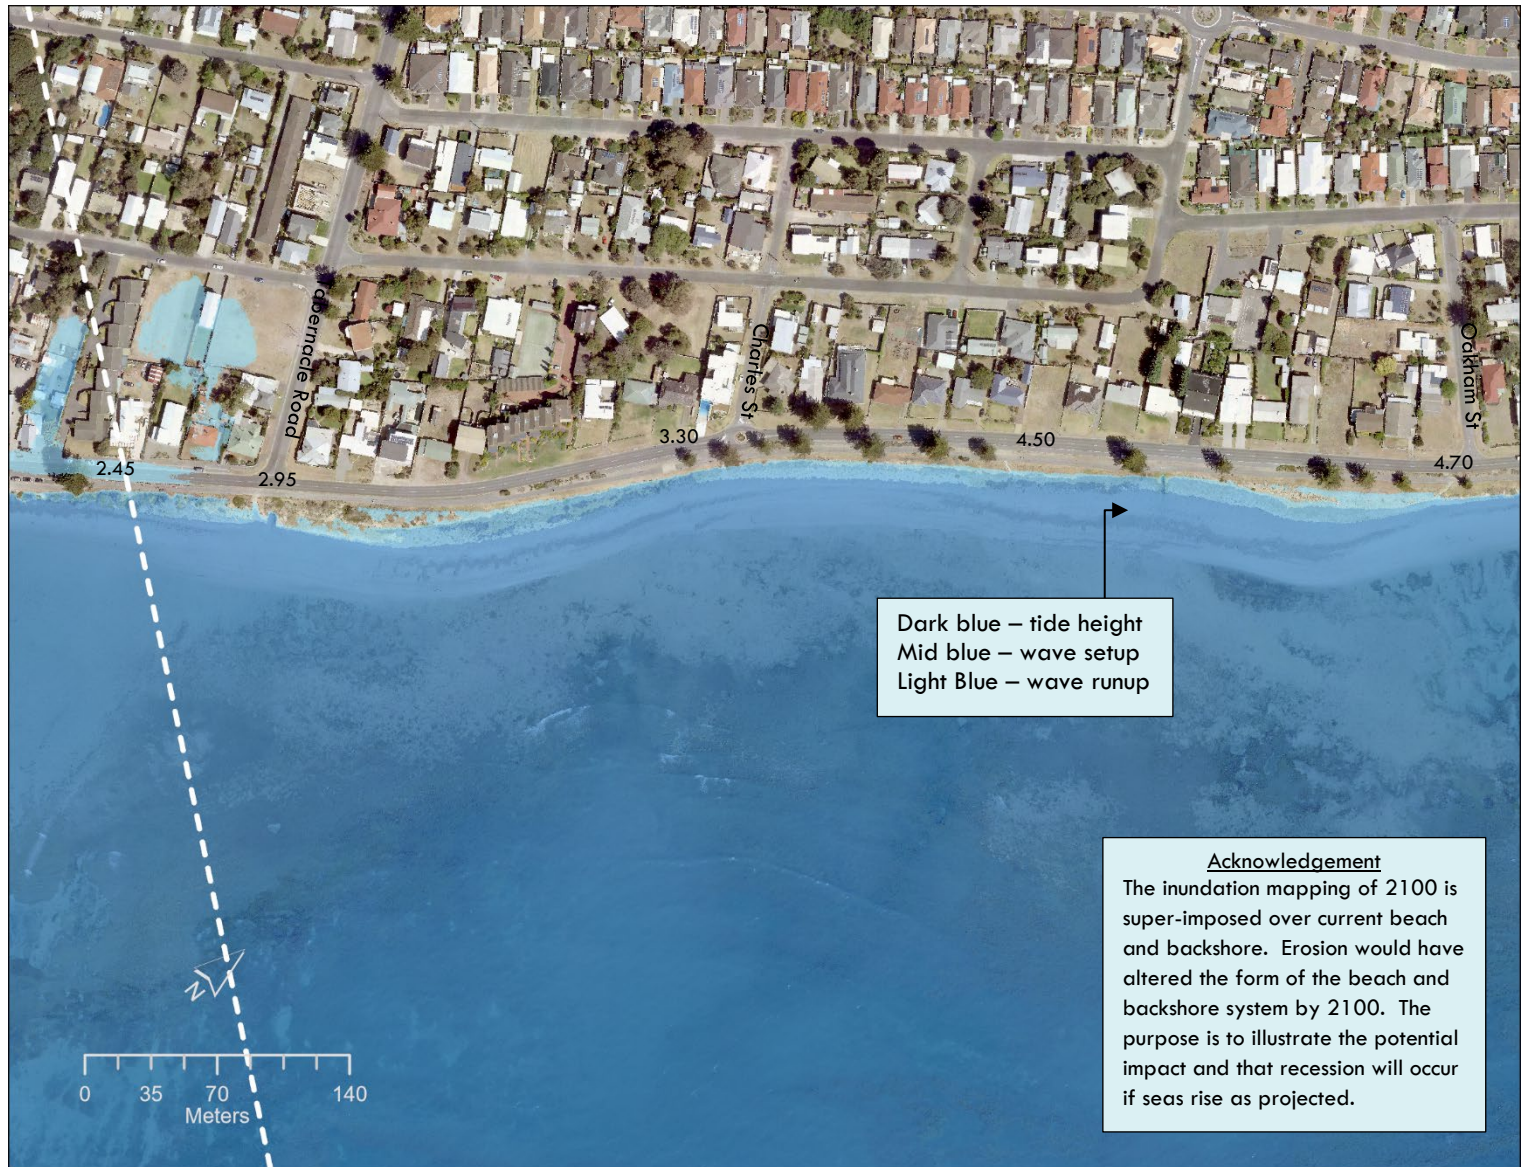 Tabernacle Road
Charles St
Oakham St
3.30
4.50
4.70
2.45
2.95
Dark blue – tide height
Mid blue – wave setup
Light Blue – wave runup
Acknowledgement
The inundation mapping of 2100 is
super-imposed over current beach
and backshore. Erosion would have
altered the form of the beach and
backshore system by 2100. The
purpose is to illustrate the potential
impact and that recession will occur
if seas rise as projected.
N
0 35 70 140
Meters